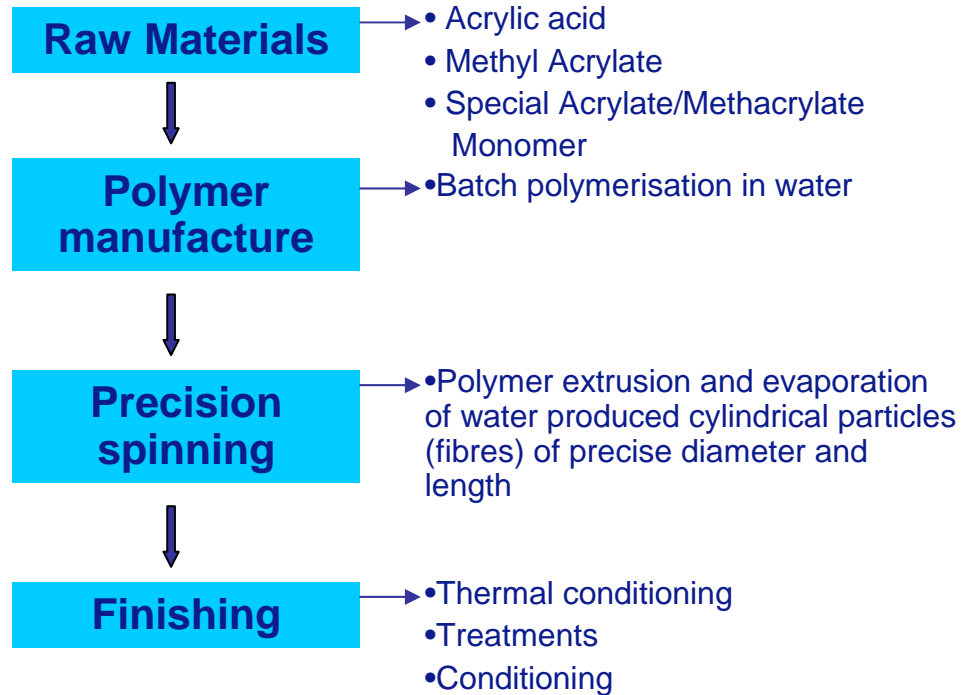 Raw Materials
• Acrylic acid
• Methyl Acrylate
• Special Acrylate/Methacrylate
Monomer
Polymer
manufacture
•Batch polymerisation in water
Precision
spinning
•Polymer extrusion and evaporation
of water produced cylindrical particles
(fibres) of precise diameter and
length
Finishing
•Thermal conditioning
•Treatments
•Conditioning